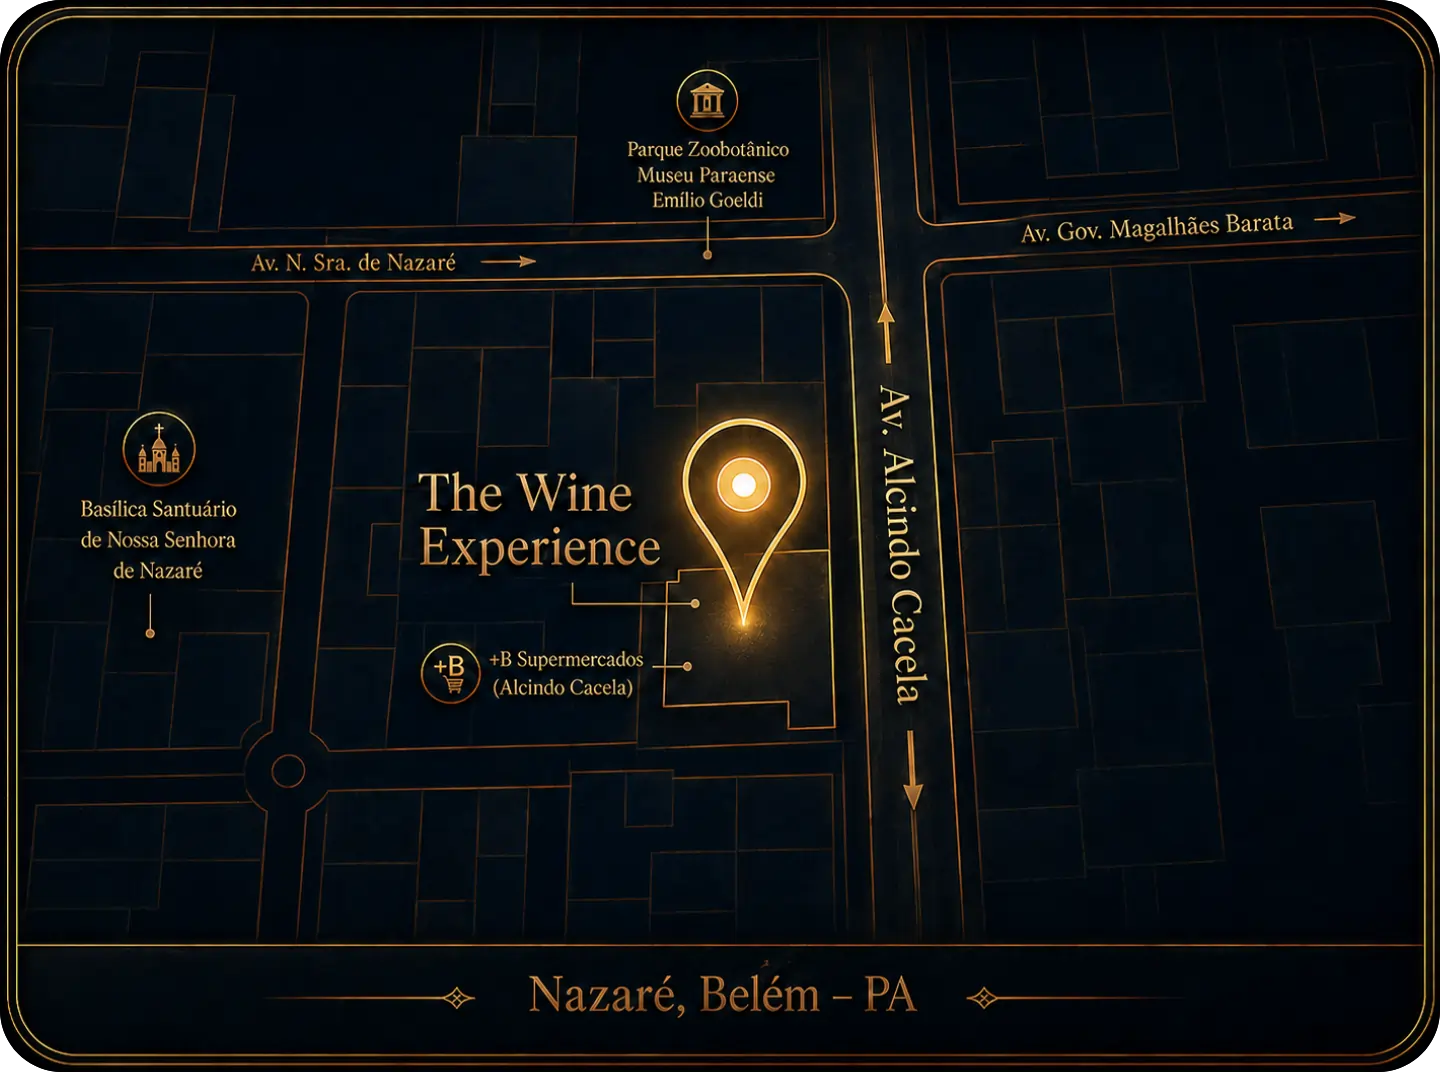 Parque Zoobotânico
Museu Paraense
Emílio Goeldi
Av. Gov. Magalhães Barata
Av. N. Sra. de Nazaré
Av. Alcindo Cacela
Basílica Santuário
de Nossa Senhora
de Nazaré
The Wine
Experience
+B
+B Supermercados
(Alcindo Cacela)
Nazaré, Belém – PA